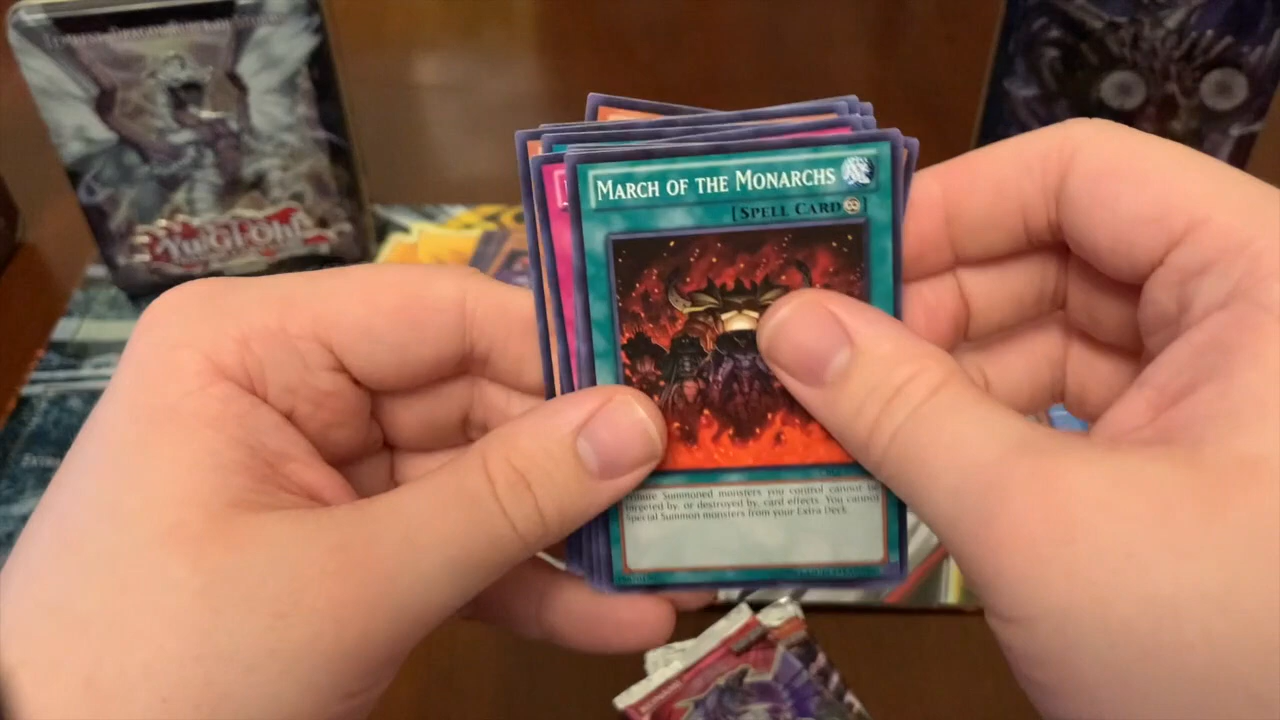 March of the Monarchs
[Spell Card
Tribute Summoned monsters you control cannot be
targeted by, or destroyed by, card effects. You cannot
Special Summon monsters from your Extra Deck.
Yu-Gi-Oh!